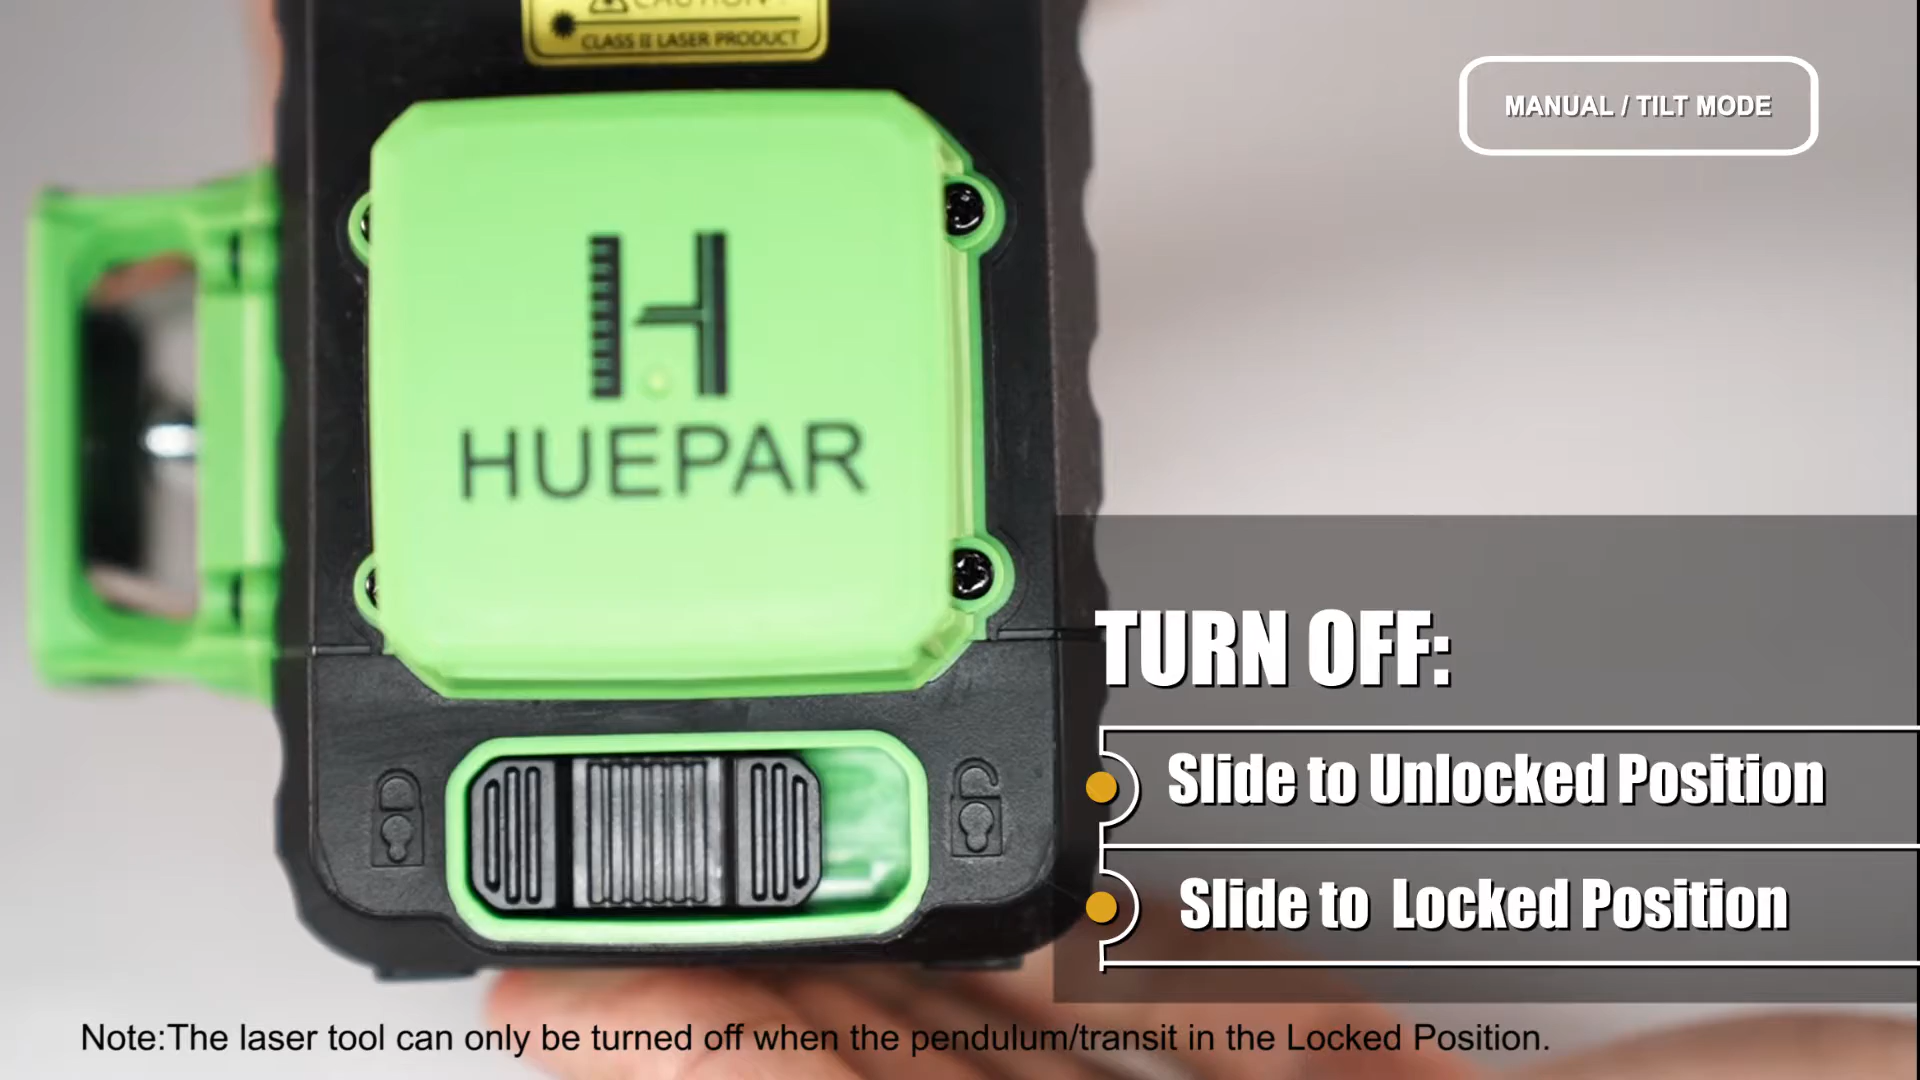 CAUTION
CLASS II LASER PRODUCT
MANUAL / TILT MODE
HUEPAR
TURN OFF:
Slide to Unlocked Position
Slide to Locked Position
Note:The laser tool can only be turned off when the pendulum/transit in the Locked Position.